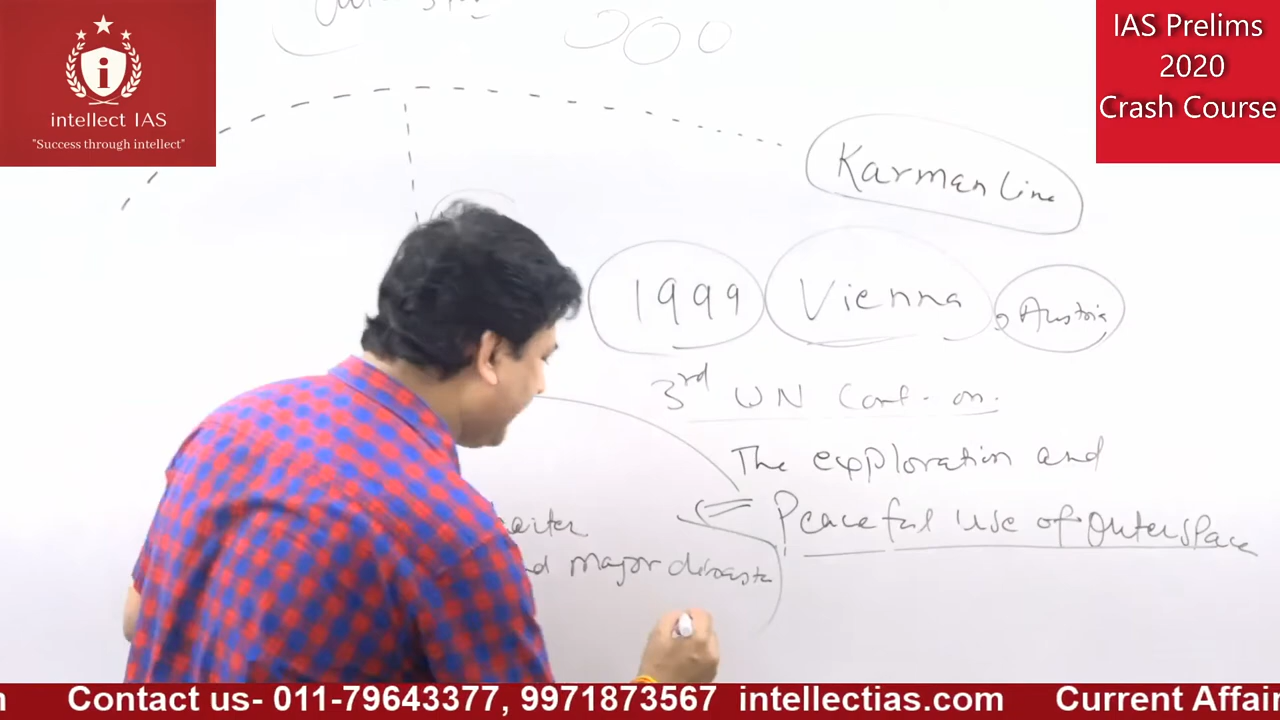 intellect IAS
"Success through intellect"
IAS Prelims
2020
Crash Course
Karman Line
1999 Vienna, Austria
3rd UN Conf. on.
The exploration and
Peaceful use of Outerspace
major disaste
Contact us- 011-79643377, 9971873567 intellectias.com Current Affair